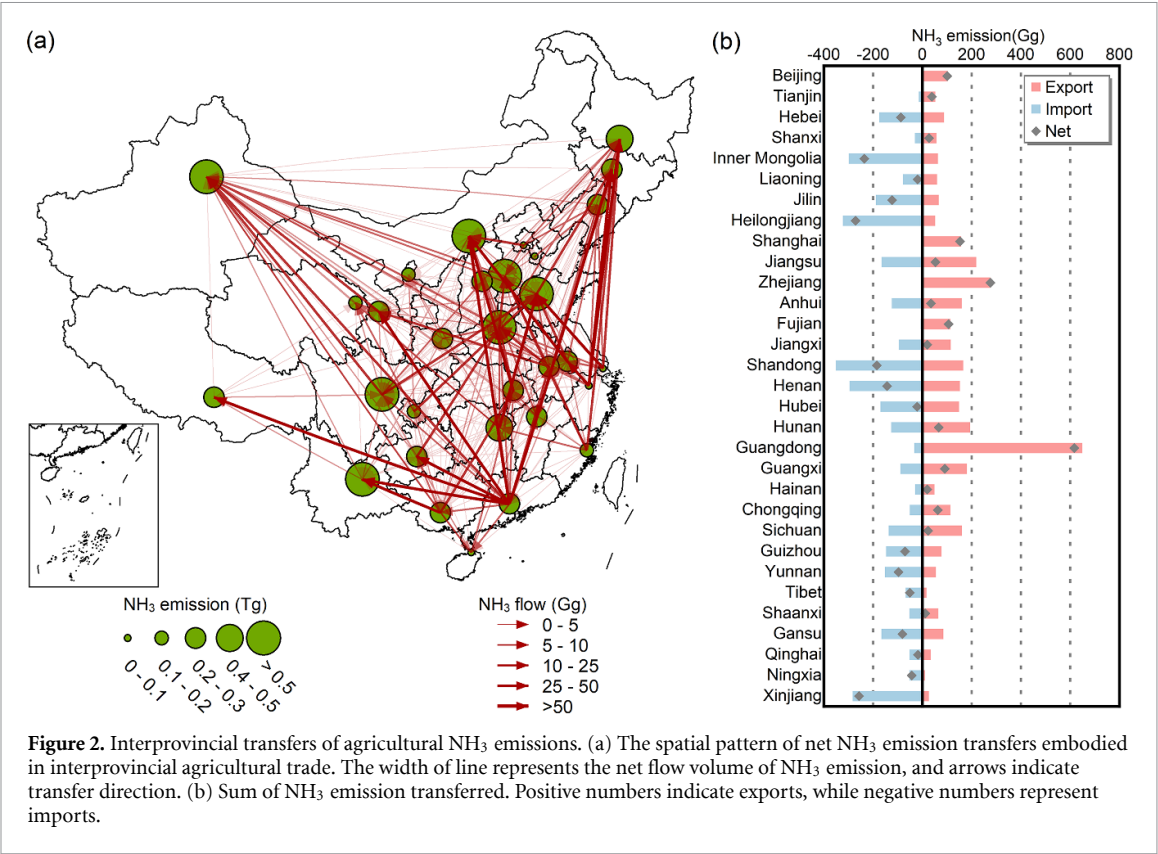 (a)
NH₃ emission (Tg)
0 - 0.1
0.1 - 0.2
0.2 - 0.3
0.4 - 0.5
> 0.5
NH₃ flow (Gg)
0 - 5
5 - 10
10 - 25
25 - 50
>50
(b)
NH₃ emission(Gg)
-400 -200 0 200 400 600 800
Export
Import
Net
Beijing
Tianjin
Hebei
Shanxi
Inner Mongolia
Liaoning
Jilin
Heilongjiang
Shanghai
Jiangsu
Zhejiang
Anhui
Fujian
Jiangxi
Shandong
Henan
Hubei
Hunan
Guangdong
Guangxi
Hainan
Chongqing
Sichuan
Guizhou
Yunnan
Tibet
Shaanxi
Gansu
Qinghai
Ningxia
Xinjiang
Figure 2. Interprovincial transfers of agricultural NH₃ emissions. (a) The spatial pattern of net NH₃ emission transfers embodied
in interprovincial agricultural trade. The width of line represents the net flow volume of NH₃ emission, and arrows indicate
transfer direction. (b) Sum of NH₃ emission transferred. Positive numbers indicate exports, while negative numbers represent
imports.